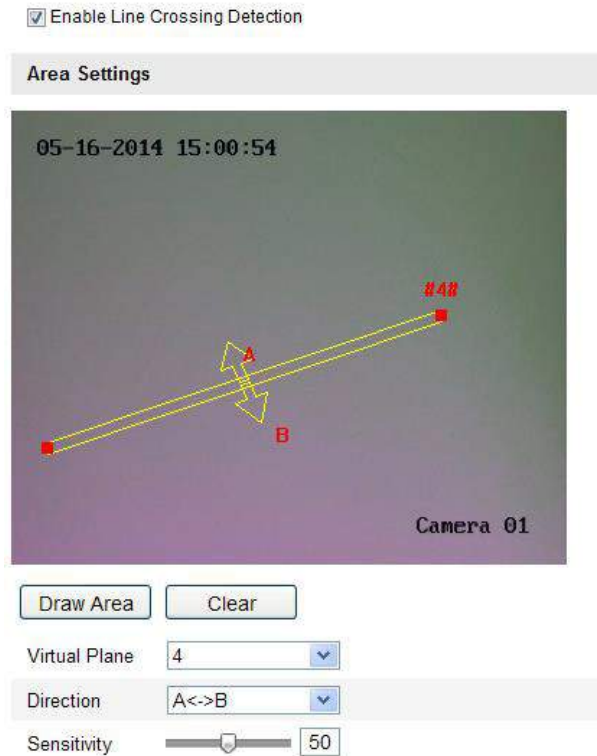 Enable Line Crossing Detection
Area Settings
05-16-2014 15:00:54
#4#
A
B
Camera 01
Draw Area Clear
Virtual Plane 4
Direction A<->B
Sensitivity 50